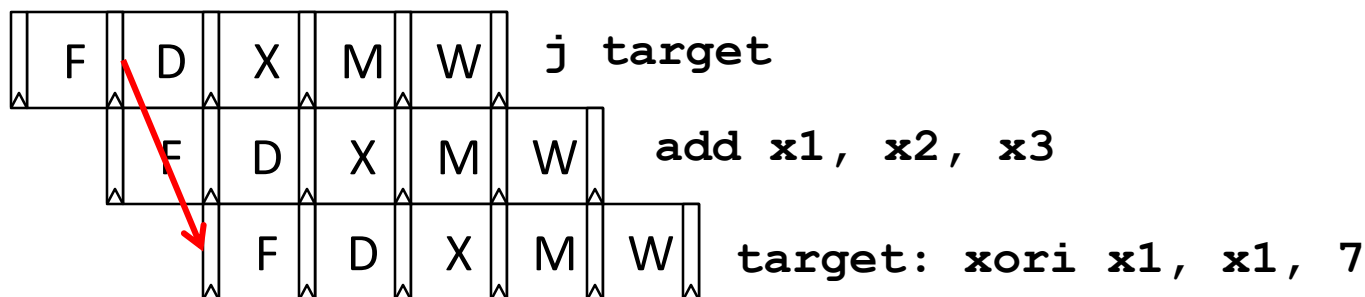 F D X M W j target
F D X M W add x1, x2, x3
F D X M W target: xori x1, x1, 7